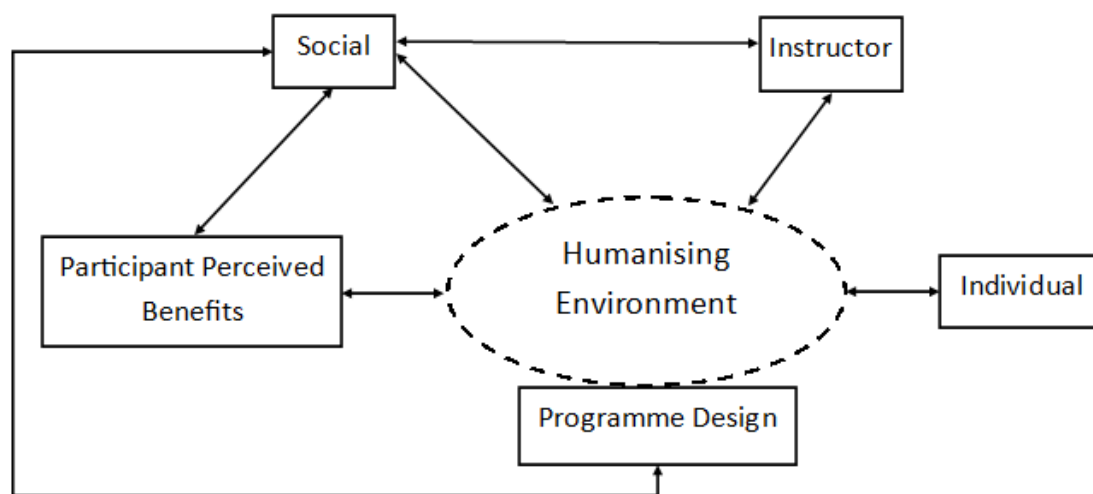 Social
Instructor
Participant Perceived
Benefits
Humanising
Environment
Individual
Programme Design